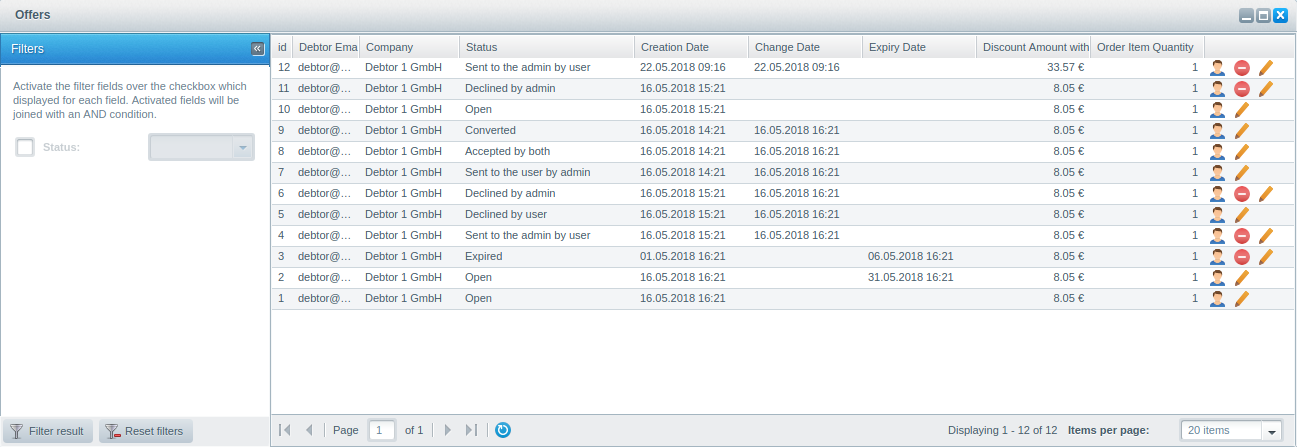 Offers
Filters
Activate the filter fields over the checkbox which
displayed for each field. Activated fields will be
joined with an AND condition.
Status:
Filter result Reset filters
id Debtor Ema Company Status Creation Date Change Date Expiry Date Discount Amount with Order Item Quantity
12 debtor@... Debtor 1 GmbH Sent to the admin by user 22.05.2018 09:16 22.05.2018 09:16 33.57 € 1
11 debtor@... Debtor 1 GmbH Declined by admin 16.05.2018 15:21 8.05 € 1
10 debtor@... Debtor 1 GmbH Open 16.05.2018 15:21 8.05 € 1
9 debtor@... Debtor 1 GmbH Converted 16.05.2018 14:21 16.05.2018 16:21 8.05 € 1
8 debtor@... Debtor 1 GmbH Accepted by both 16.05.2018 14:21 16.05.2018 16:21 8.05 € 1
7 debtor@... Debtor 1 GmbH Sent to the user by admin 16.05.2018 14:21 16.05.2018 16:21 8.05 € 1
6 debtor@... Debtor 1 GmbH Declined by admin 16.05.2018 15:21 16.05.2018 16:21 8.05 € 1
5 debtor@... Debtor 1 GmbH Declined by user 16.05.2018 15:21 16.05.2018 16:21 8.05 € 1
4 debtor@... Debtor 1 GmbH Sent to the admin by user 16.05.2018 15:21 16.05.2018 16:21 8.05 € 1
3 debtor@... Debtor 1 GmbH Expired 01.05.2018 16:21 06.05.2018 16:21 8.05 € 1
2 debtor@... Debtor 1 GmbH Open 16.05.2018 16:21 31.05.2018 16:21 8.05 € 1
1 debtor@... Debtor 1 GmbH Open 16.05.2018 16:21 8.05 € 1
Page 1 of 1 Displaying 1 - 12 of 12 Items per page: 20 items